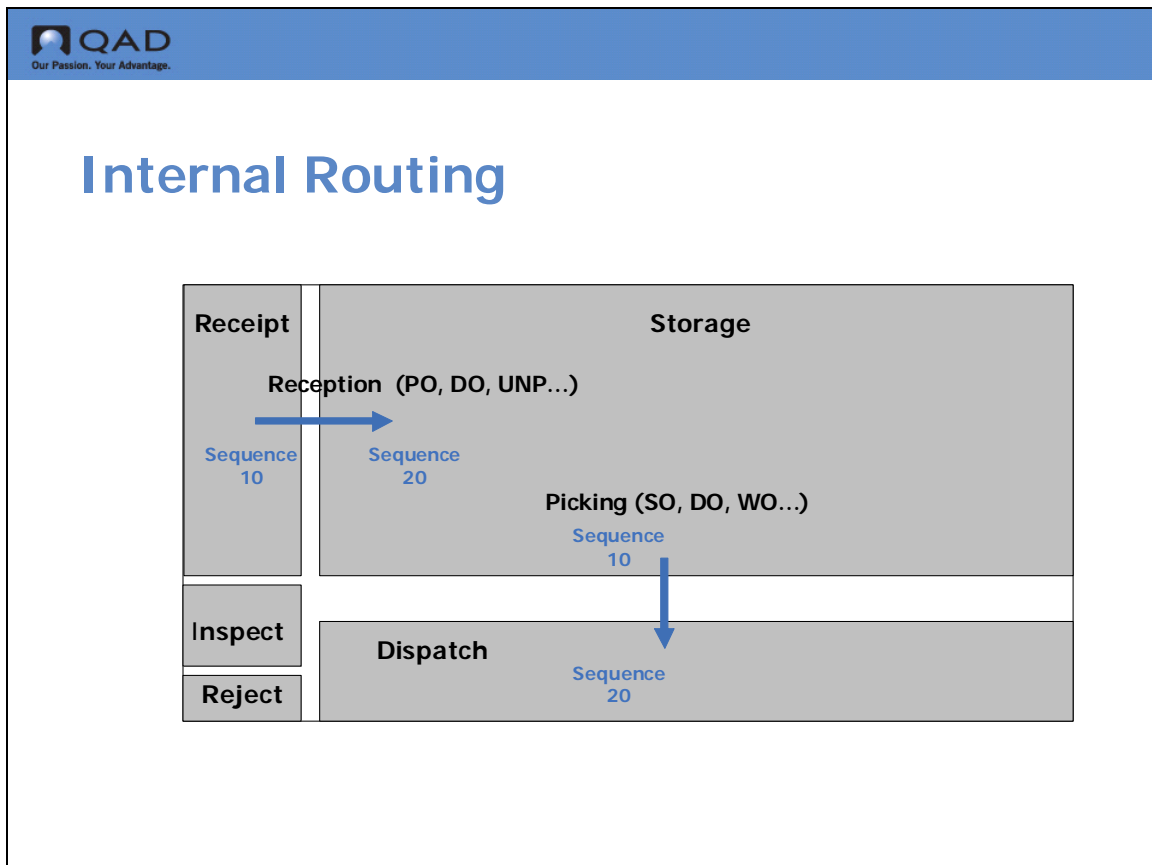 QAD
Our Passion. Your Advantage.
Internal Routing
Receipt
Storage
Reception (PO, DO, UNP...)
Sequence
10
Sequence
20
Picking (SO, DO, WO...)
Sequence
10
Inspect
Dispatch
Sequence
20
Reject